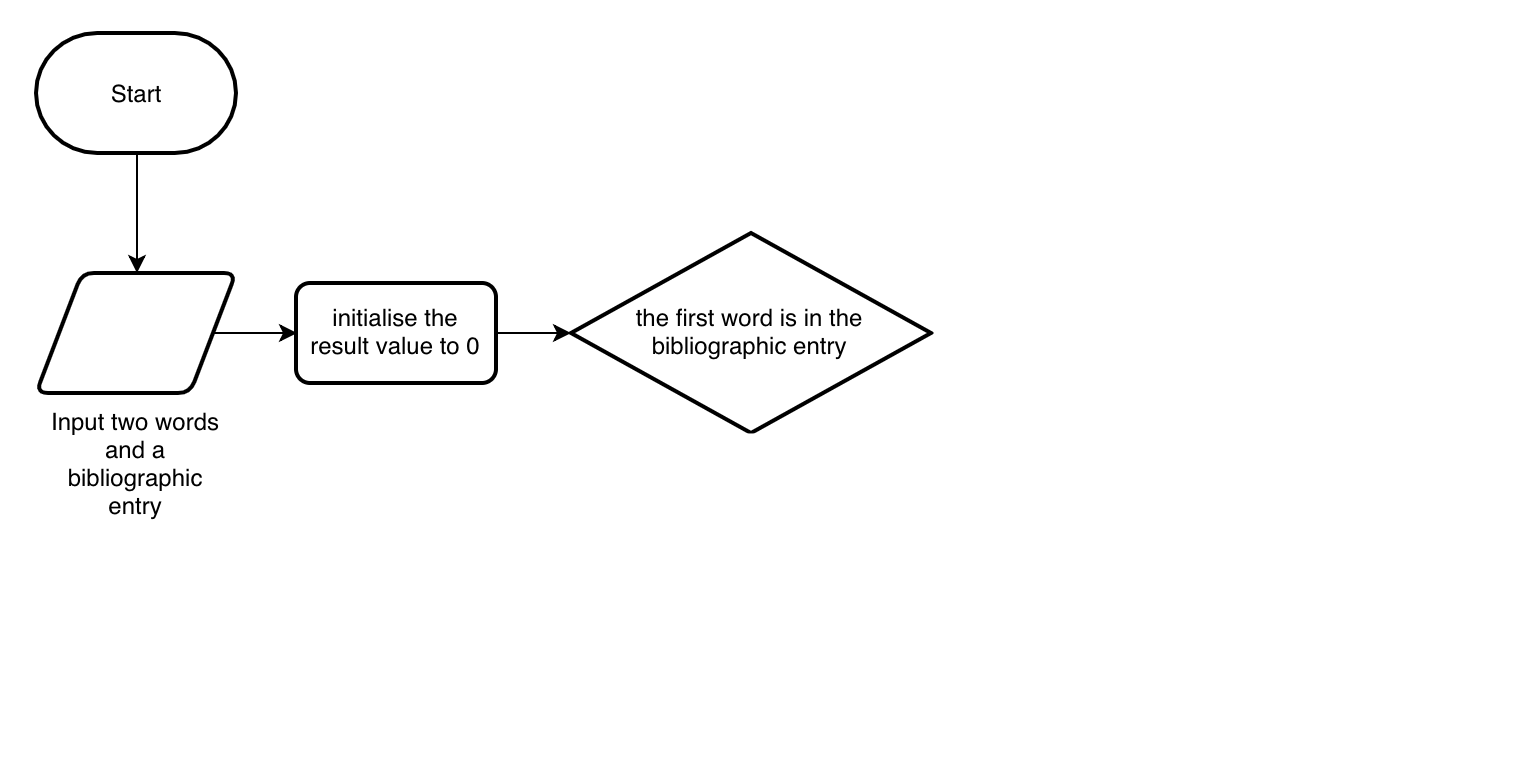 Start
initialise the
result value to 0
the first word is in the
bibliographic entry
Input two words
and a
bibliographic
entry